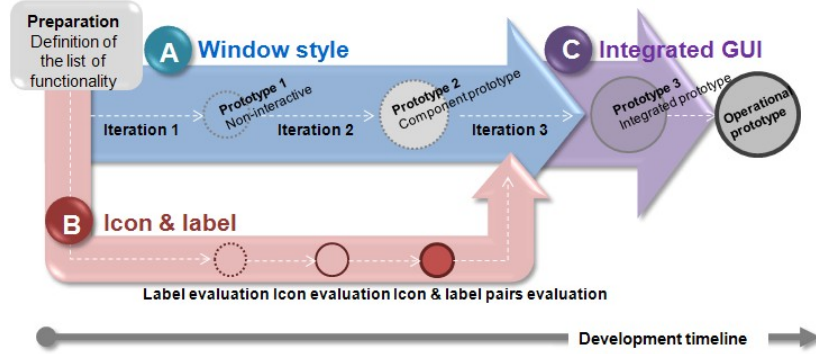 Preparation
Definition of
the list of
functionality
A
Window style
C
Integrated GUI
Iteration 1
Prototype 1
Non-interactive
Iteration 2
Prototype 2
Component prototype
Iteration 3
Prototype 3
Integrated prototype
Operational
prototype
B
Icon & label
Label evaluation Icon evaluation Icon & label pairs evaluation
Development timeline